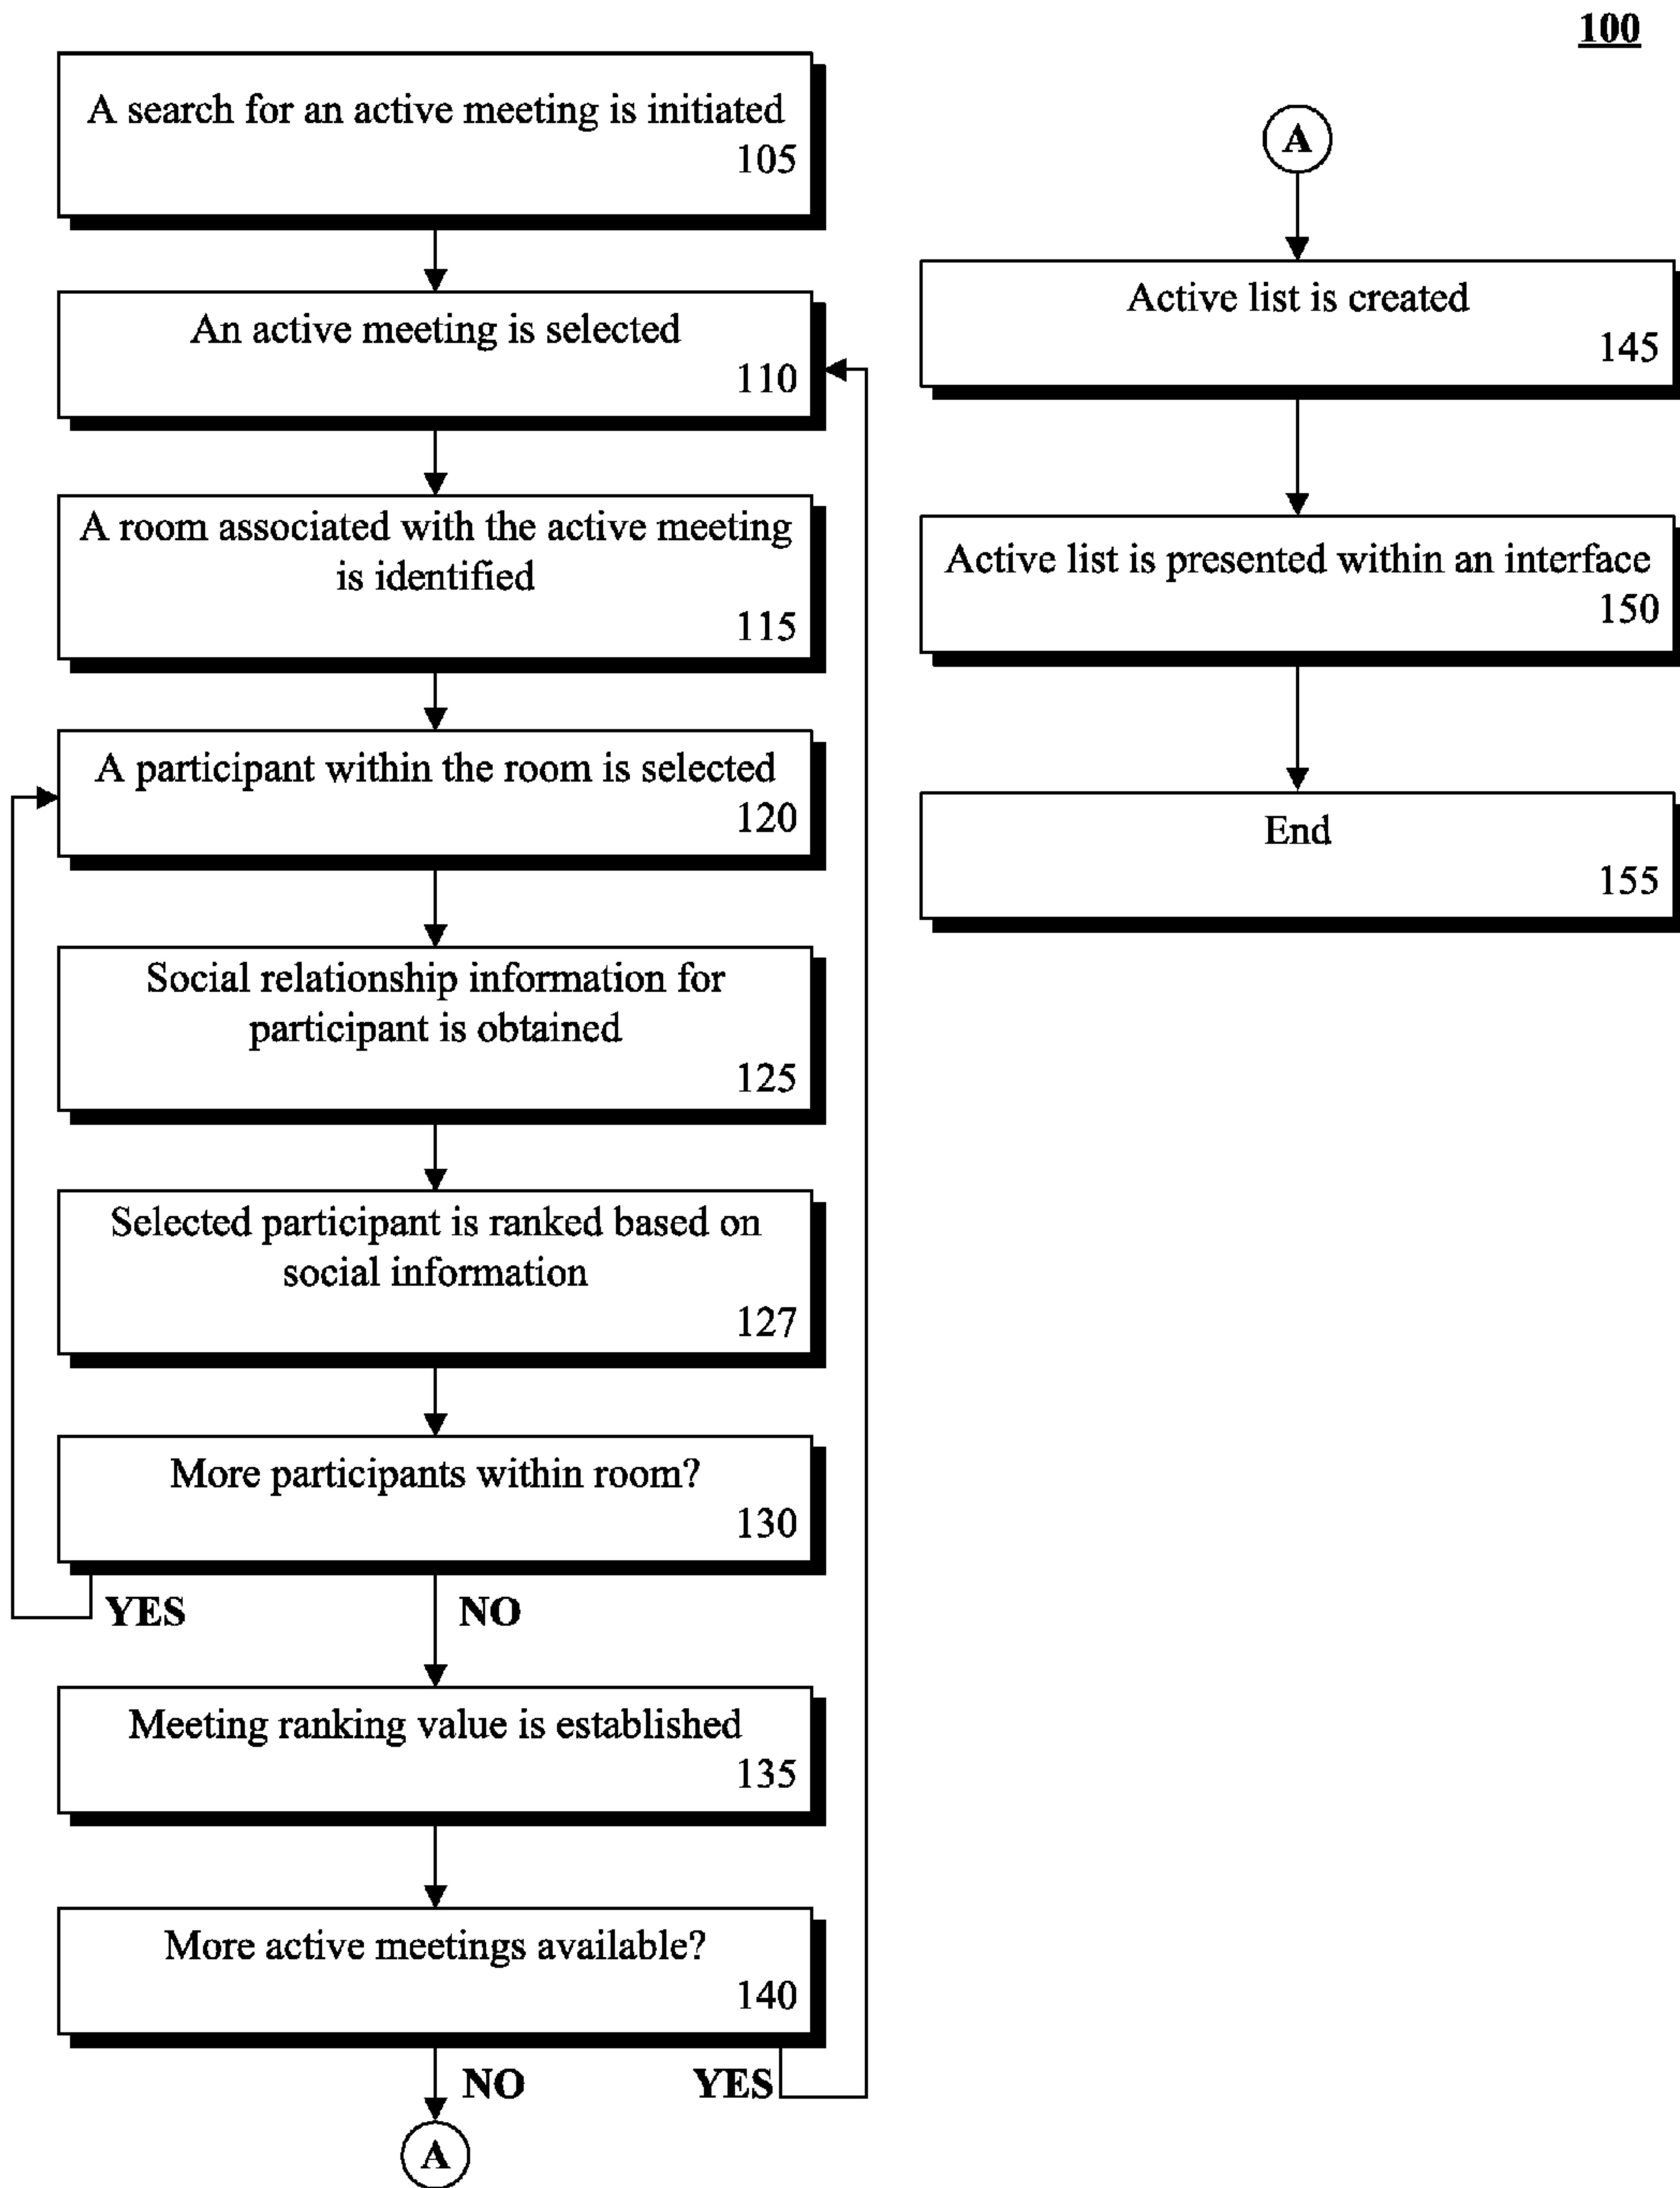 100
A search for an active meeting is initiated
105
An active meeting is selected
110
A room associated with the active meeting
is identified
115
A participant within the room is selected
120
Social relationship information for
participant is obtained
125
Selected participant is ranked based on
social information
127
More participants within room?
130
YES
NO
Meeting ranking value is established
135
More active meetings available?
140
NO
YES
A
A
Active list is created
145
Active list is presented within an interface
150
End
155